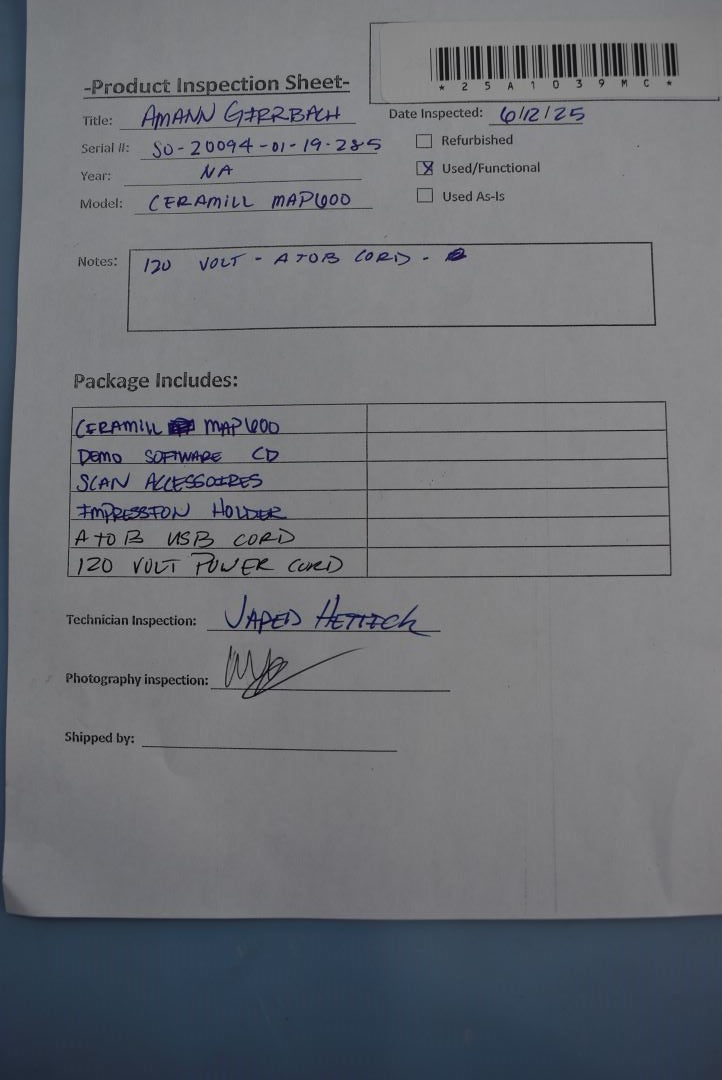 * 2 5 A 1 0 3 9 M C *
-Product Inspection Sheet-
Title: AMANN GIRRBACH
Date Inspected: 6/12/25
Serial #: SO-20094-01-19-285
Refurbished
Year: NA
X Used/Functional
Model: CERAMILL MAP600
Used As-Is
Notes: 120 VOLT - A TO B CORD -
Package Includes:
CERAMILL MAP600
DEMO SOFTWARE CD
SCAN ACCESSOIRES
IMPRESSION HOLDER
A TO B USB CORD
120 VOLT POWER CORD
Technician Inspection: JARED HETTICK
Photography inspection:
Shipped by: